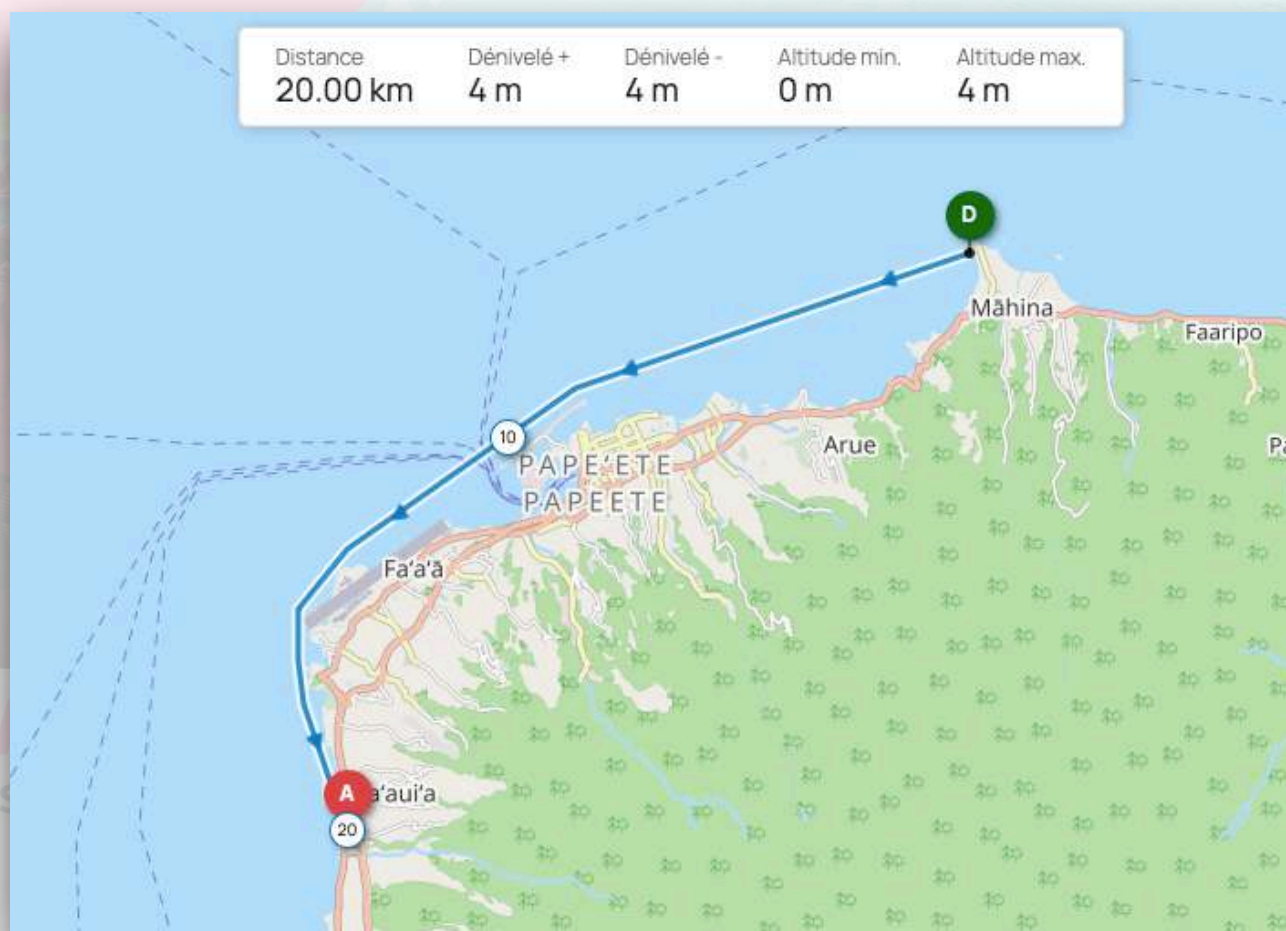 Distance
20.00 km
Dénivelé +
4 m
Dénivelé -
4 m
Altitude min.
0 m
Altitude max.
4 m
D
Māhina
Faaripo
10
Arue
PAPE'ETE
PAPEETE
Fa'a'ā
A
a'aui'a
20